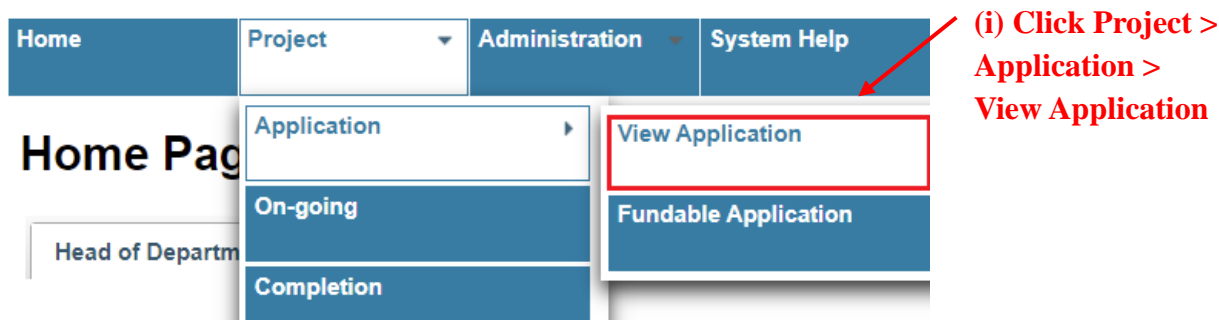 Home Project Administration System Help
(i) Click Project >
Application >
View Application
Application
View Application
Home Pag
On-going
Fundable Application
Head of Departm
Completion